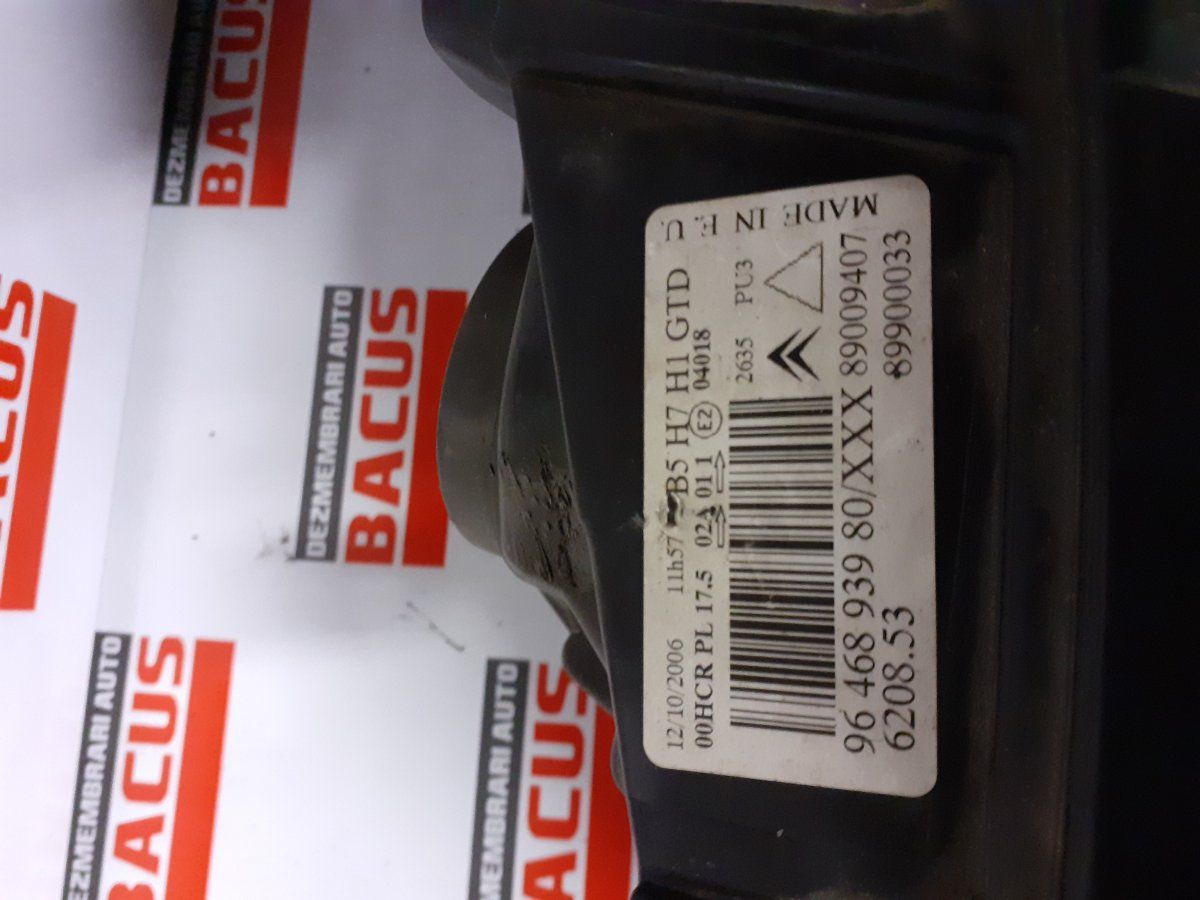 12/10/2006 11h57 B5 H7 H1 GTD
00HCR PL 17.5 02A 01 1 E2 04018
2635 PU3
MADE IN E.U.
96 468 939 80/XXX 89009407
6208.53 89900033
DEZMEMBRARI AUTO
BACUS
DEZMEMBRARI AUTO
BACUS
DEZMEMBRARI AUTO
BACUS
DEZMEMBRARI AUTO
BACUS